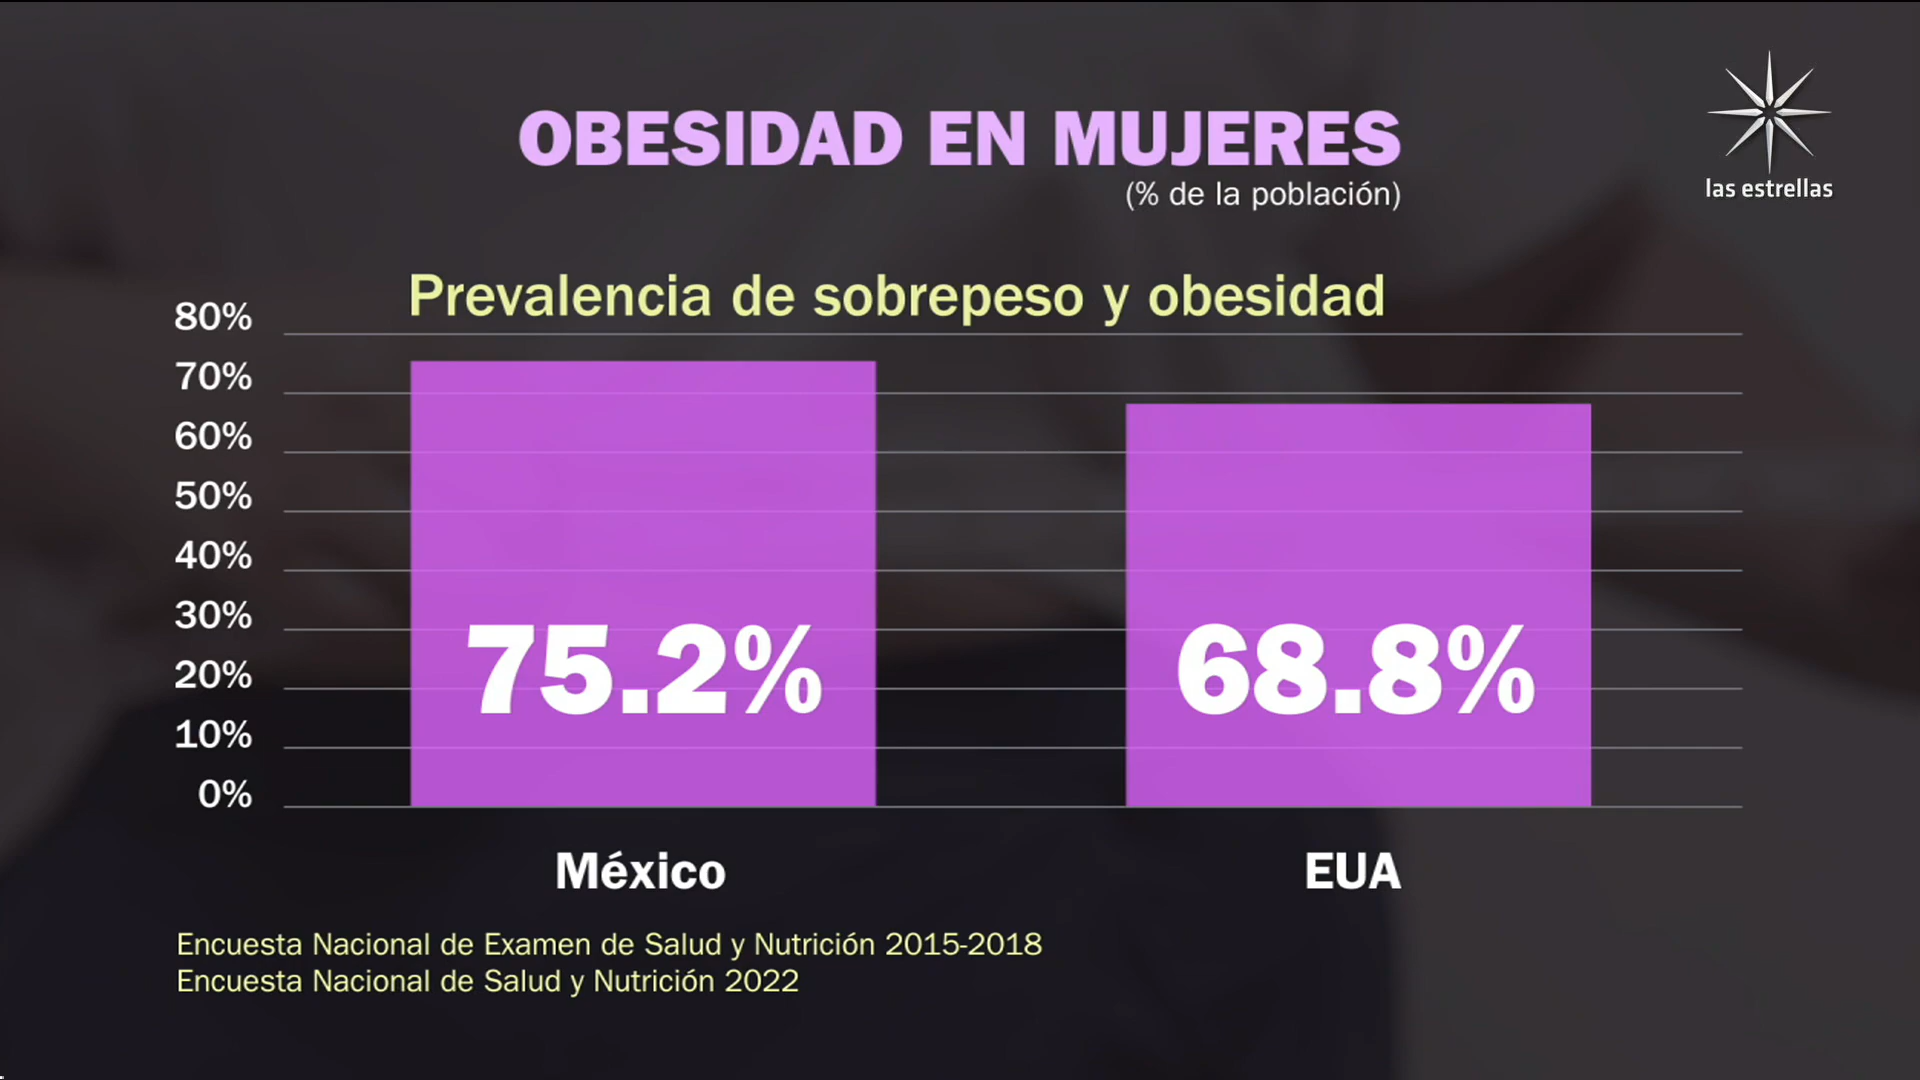 OBESIDAD EN MUJERES
(% de la población)
las estrellas
Prevalencia de sobrepeso y obesidad
80%
70%
60%
50%
40%
30%
20%
10%
0%
75.2%
68.8%
México
EUA
Encuesta Nacional de Examen de Salud y Nutrición 2015-2018
Encuesta Nacional de Salud y Nutrición 2022